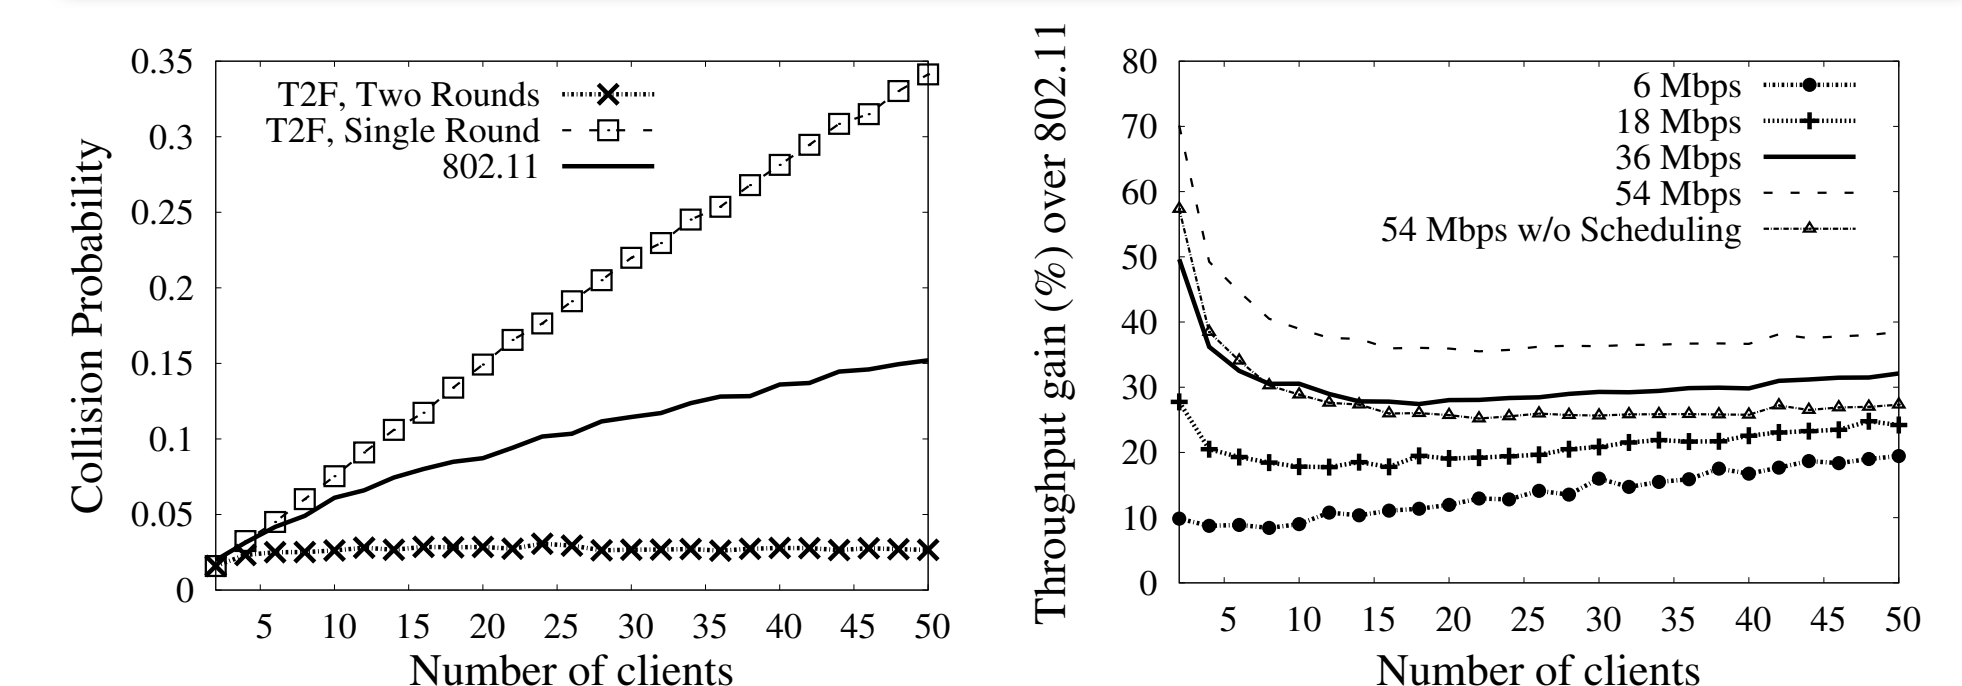 Collision Probability
0.35
0.3
0.25
0.2
0.15
0.1
0.05
0
T2F, Two Rounds
T2F, Single Round
802.11
5 10 15 20 25 30 35 40 45 50
Number of clients
Throughput gain (%) over 802.11
80
70
60
50
40
30
20
10
0
6 Mbps
18 Mbps
36 Mbps
54 Mbps
54 Mbps w/o Scheduling
5 10 15 20 25 30 35 40 45 50
Number of clients